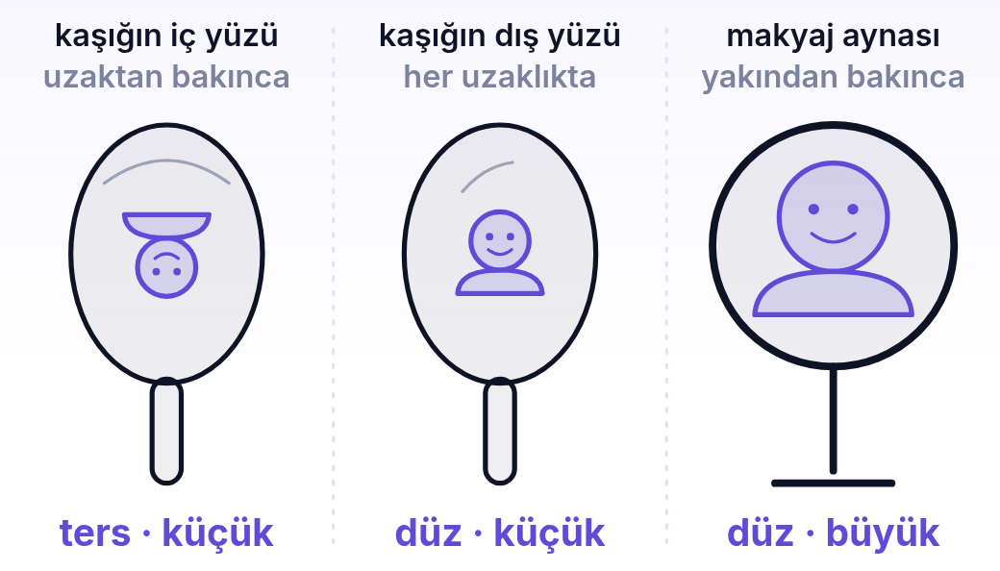 kaşığın iç yüzü
uzaktan bakınca
ters · küçük
kaşığın dış yüzü
her uzaklıkta
düz · küçük
makyaj aynası
yakından bakınca
düz · büyük